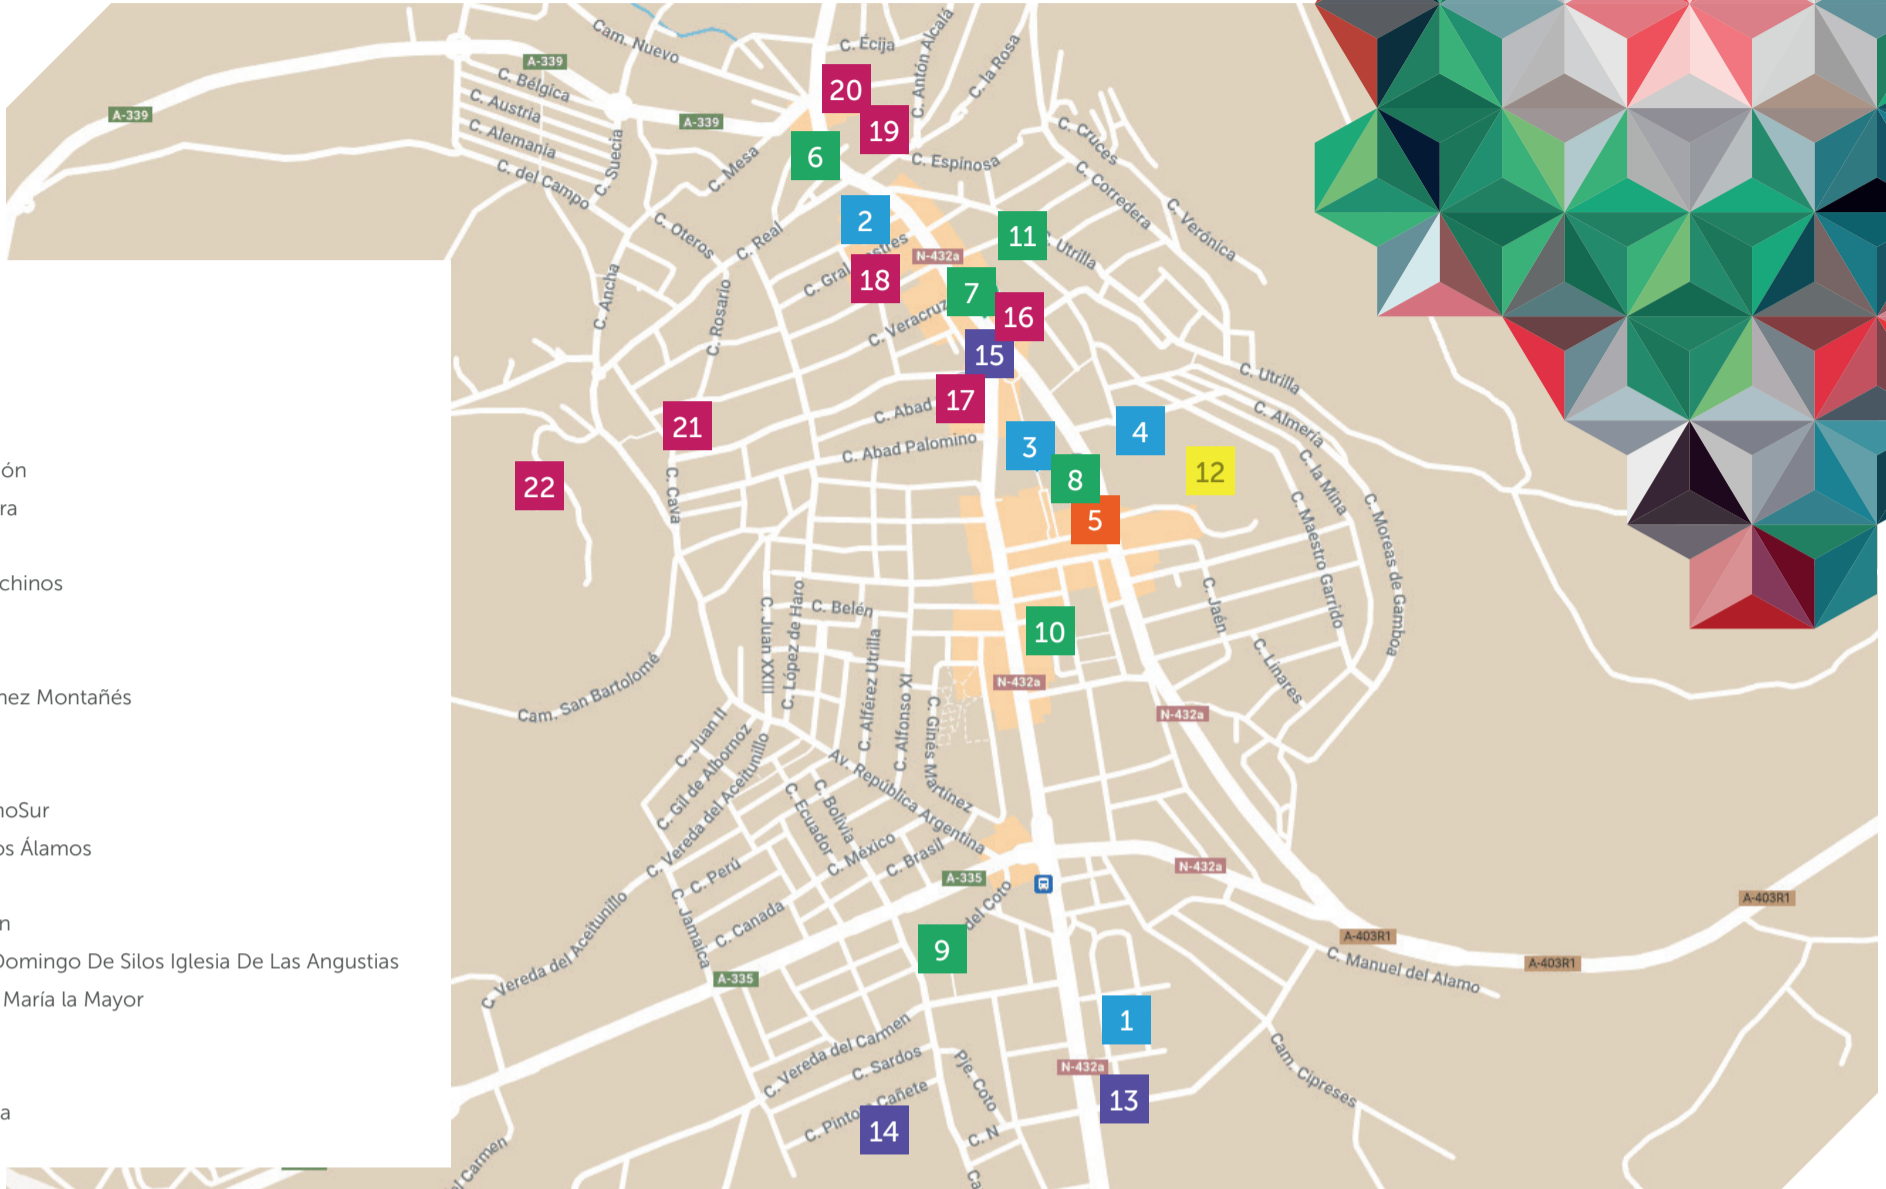 ón
ra
chinos
nez Montañés
noSur
os Álamos
n
Domingo De Silos Iglesia De Las Angustias
María la Mayor
a
Cam. Nuevo
C. Écija
C. Antón Alcalá
C. la Rosa
A-339
A-339
A-339
C. Bélgica
C. Austria
C. Alemania
C. del Campo
C. Suecia
C. Mesa
20
19
6
C. Espinosa
C. Cruces
C. Corredera
C. Verónica
2
11
C. Utrilla
C. Oteros
C. Real
N-432a
18
7
16
15
C. Ancha
C. Rosario
C. Veracruz
17
C. Abad
C. Abad Palomino
21
22
C. Cava
3
4
8
12
5
C. Utrilla
C. Almería
C. la Mina
C. Maestro Garrido
C. Moreas de Gamboa
C. Jaén
C. Linares
C. Belén
C. Juan XXIII
C. López de Haro
C. Alférez Utrilla
C. Alfonso XI
C. Ginés Martínez
10
N-432a
N-432a
Cam. San Bartolomé
C. Juan II
C. Gil de Albornoz
C. Vereda del Aceitunillo
Av. República Argentina
C. Ecuador
C. Bolivia
C. México
C. Brasil
C. Perú
C. Jamaica
C. Canada
A-335
N-432a
del Coto
9
A-335
C. Vereda del Aceitunillo
A-403R1
A-403R1
A-403R1
C. Manuel del Alamo
1
N-432a
13
Cam. Cipreses
C. Vereda del Carmen
C. Sardos
Pje. Coto
14
C. N
Ca
el Carmen